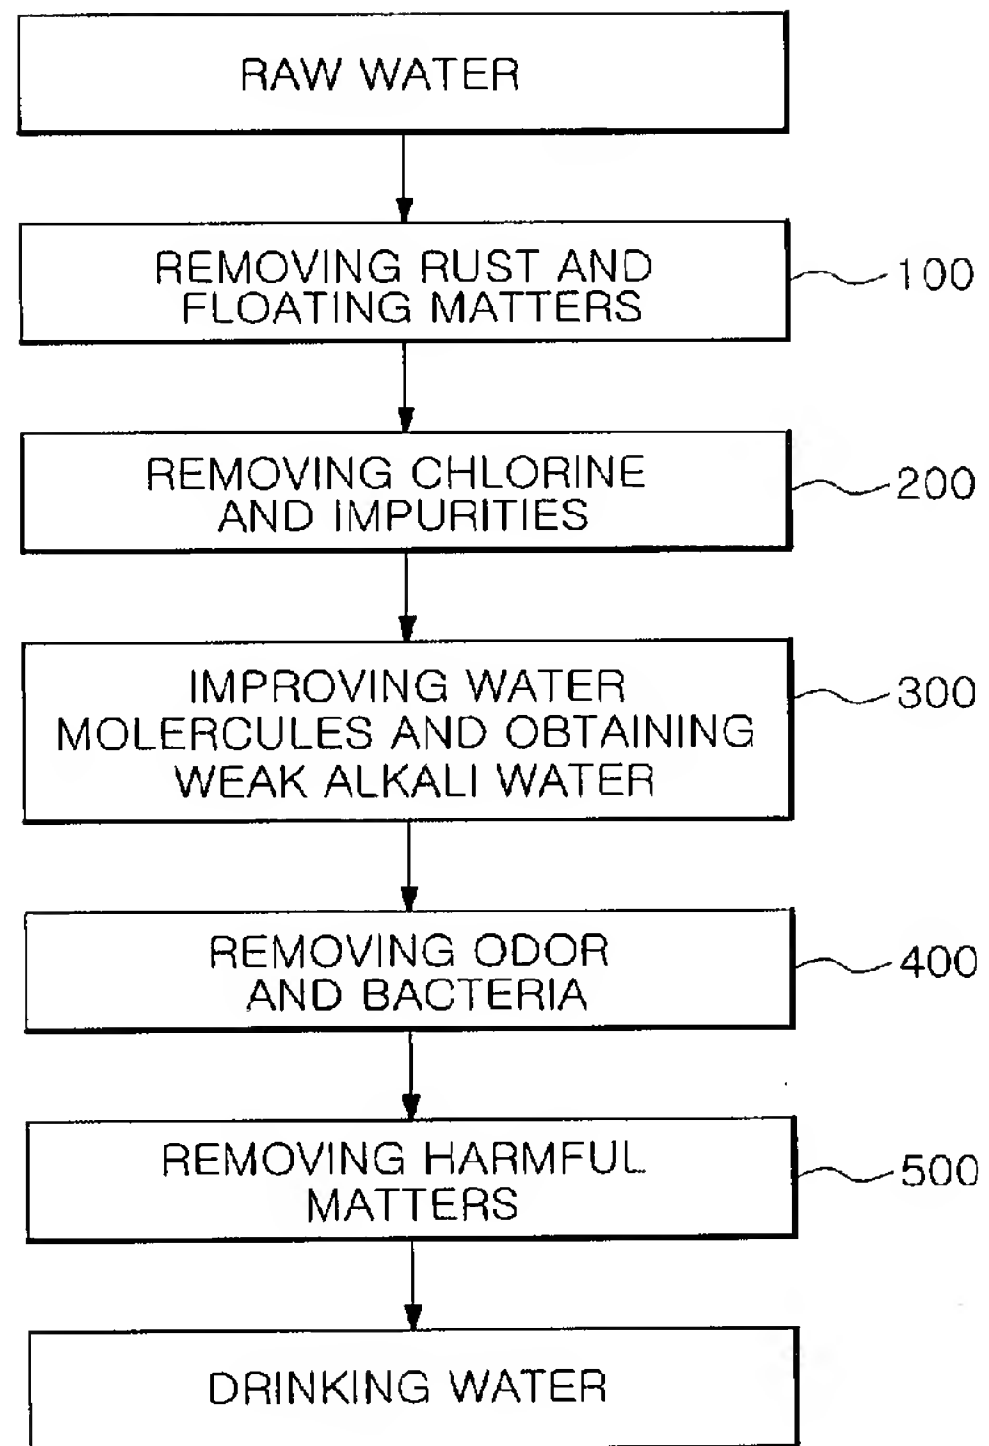 RAW WATER
REMOVING RUST AND
FLOATING MATTERS
100
REMOVING CHLORINE
AND IMPURITIES
200
IMPROVING WATER
MOLERCULES AND OBTAINING
WEAK ALKALI WATER
300
REMOVING ODOR
AND BACTERIA
400
REMOVING HARMFUL
MATTERS
500
DRINKING WATER